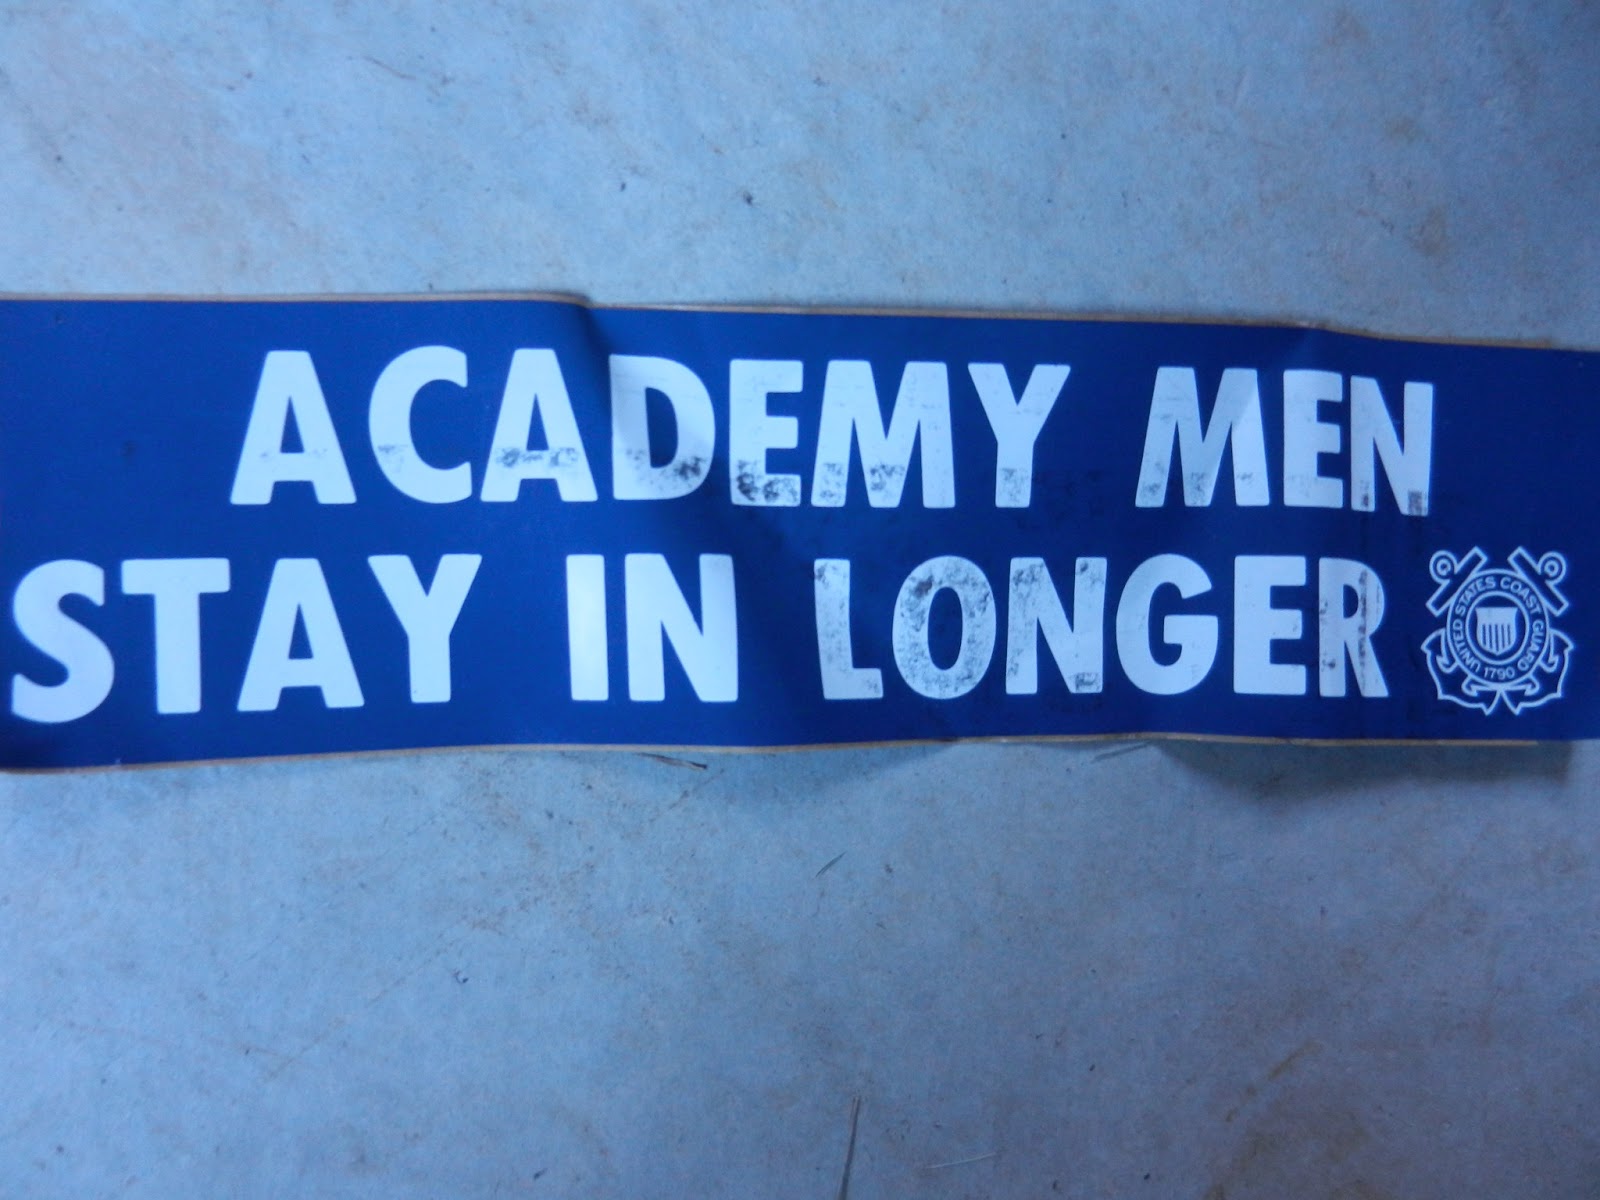 ACADEMY MEN
STAY IN LONGER
UNITED STATES COAST GUARD
1790